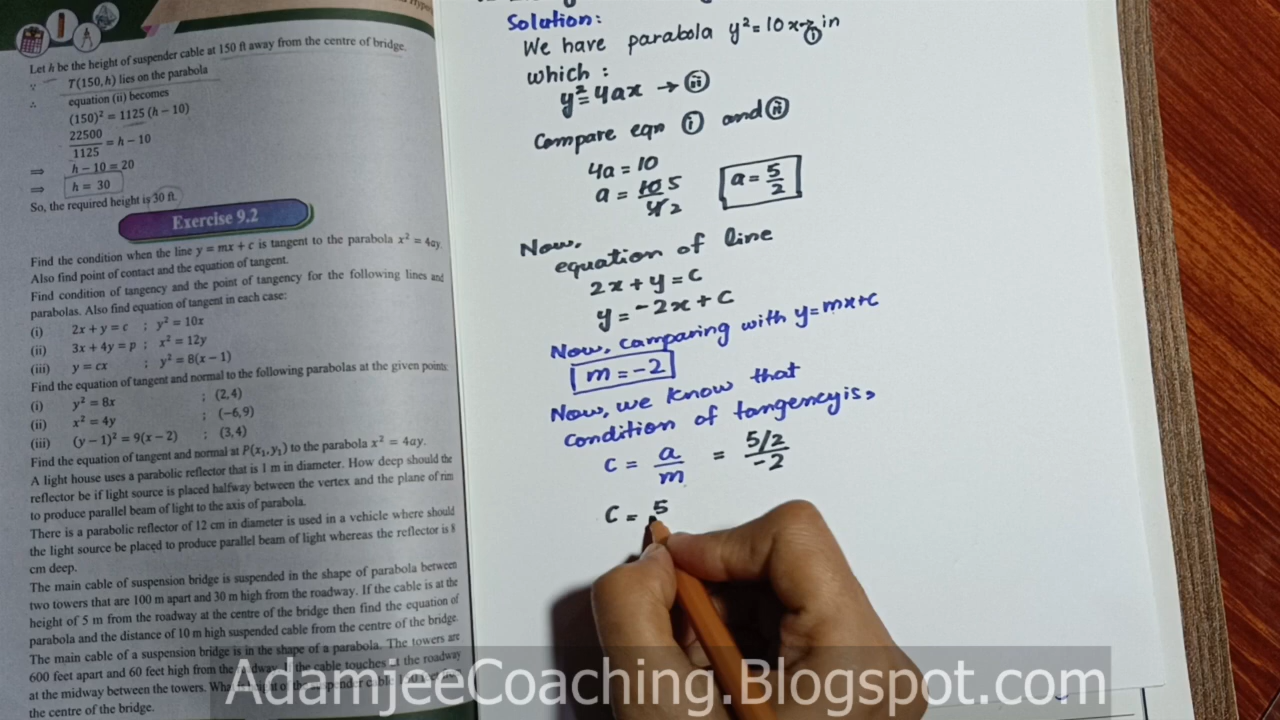 Let h be the height of suspender cable at 150 ft away from the centre of bridge.
∵ T(150, h) lies on the parabola
∴ equation (ii) becomes
(150)² = 1125 (h − 10)
22500/1125 = h − 10
⟹ h − 10 = 20
⟹ h = 30
So, the required height is 30 ft.
Exercise 9.2
Find the condition when the line y = mx + c is tangent to the parabola x² = 4ay.
Also find point of contact and the equation of tangent.
Find condition of tangency and the point of tangency for the following lines and
parabolas. Also find equation of tangent in each case:
(i) 2x + y = c ; y² = 10x
(ii) 3x + 4y = p ; x² = 12y
(iii) y = cx ; y² = 8(x − 1)
Find the equation of tangent and normal to the following parabolas at the given points:
(i) y² = 8x ; (2, 4)
(ii) x² = 4y ; (−6, 9)
(iii) (y − 1)² = 9(x − 2) ; (3, 4)
Find the equation of tangent and normal at P(x₁, y₁) to the parabola x² = 4ay.
A light house uses a parabolic reflector that is 1 m in diameter. How deep should the
reflector be if light source is placed halfway between the vertex and the plane of rim
to produce parallel beam of light to the axis of parabola.
There is a parabolic reflector of 12 cm in diameter is used in a vehicle where should
the light source be placed to produce parallel beam of light whereas the reflector is 8
cm deep.
The main cable of suspension bridge is suspended in the shape of parabola between
two towers that are 100 m apart and 30 m high from the roadway. If the cable is at the
height of 5 m from the roadway at the centre of the bridge then find the equation of
parabola and the distance of 10 m high suspended cable from the centre of the bridge.
The main cable of a suspension bridge is in the shape of a parabola. The towers are
600 feet apart and 60 feet high from the roadway. If the cable touches the roadway
at the midway between the towers. What height of the suspender cable
the centre of the bridge.
Solution:
We have parabola y² = 10x → (i) in
which :
y² = 4ax → (ii)
Compare eqn (i) and (ii)
4a = 10
a = 10/4 5/2
a = 5/2
Now,
equation of line
2x + y = c
y = -2x + c
Now, camparing with y = mx+c
m = -2
Now, we know that
condition of tangency is,
C = a/m = 5/2/-2
C = 5
AdamjeeCoaching.Blogspot.com